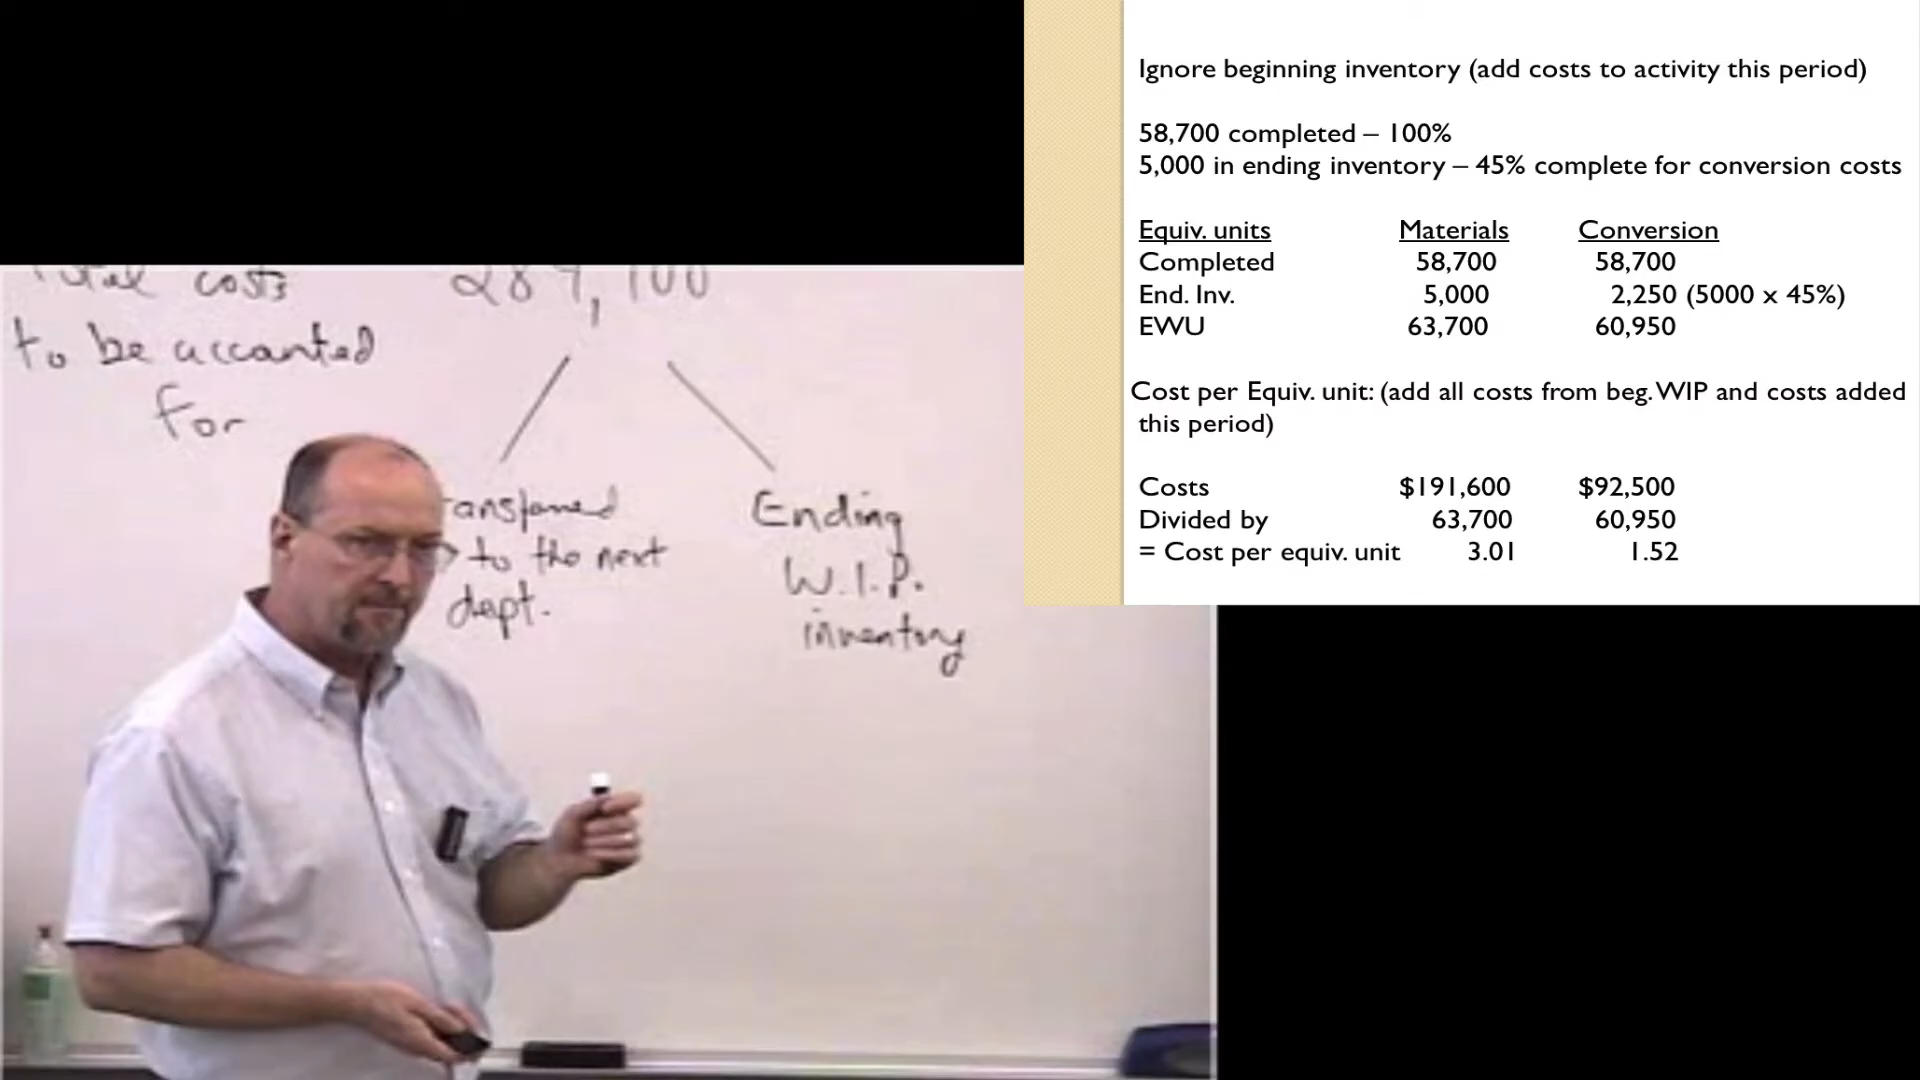 Total costs 284,100
to be accounted
for
ansferred
to the next
dept.
Ending
W.I.P.
inventory
Ignore beginning inventory (add costs to activity this period)
58,700 completed – 100%
5,000 in ending inventory – 45% complete for conversion costs
Equiv. units Materials Conversion
Completed 58,700 58,700
End. Inv. 5,000 2,250 (5000 x 45%)
EWU 63,700 60,950
Cost per Equiv. unit: (add all costs from beg. WIP and costs added
this period)
Costs $191,600 $92,500
Divided by 63,700 60,950
= Cost per equiv. unit 3.01 1.52